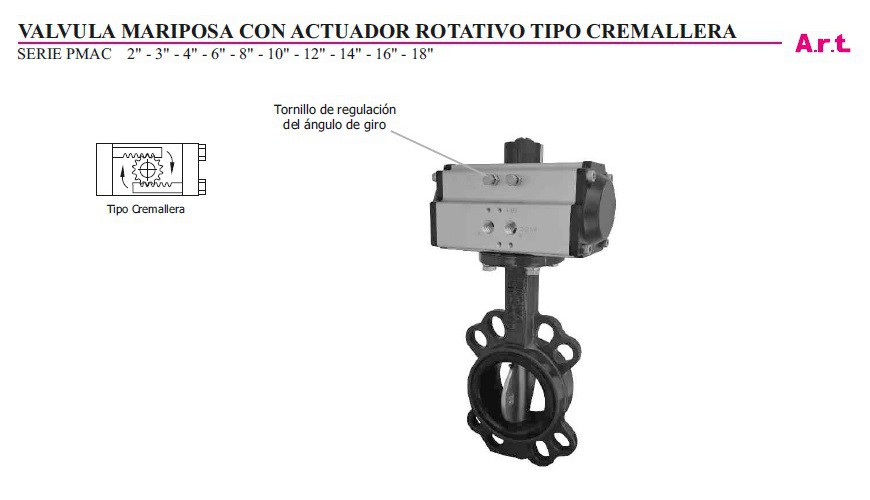 VALVULA MARIPOSA CON ACTUADOR ROTATIVO TIPO CREMALLERA
SERIE PMAC 2" - 3" - 4" - 6" - 8" - 10" - 12" - 14" - 16" - 18"
A.r.t.
Tornillo de regulación
del ángulo de giro
Tipo Cremallera